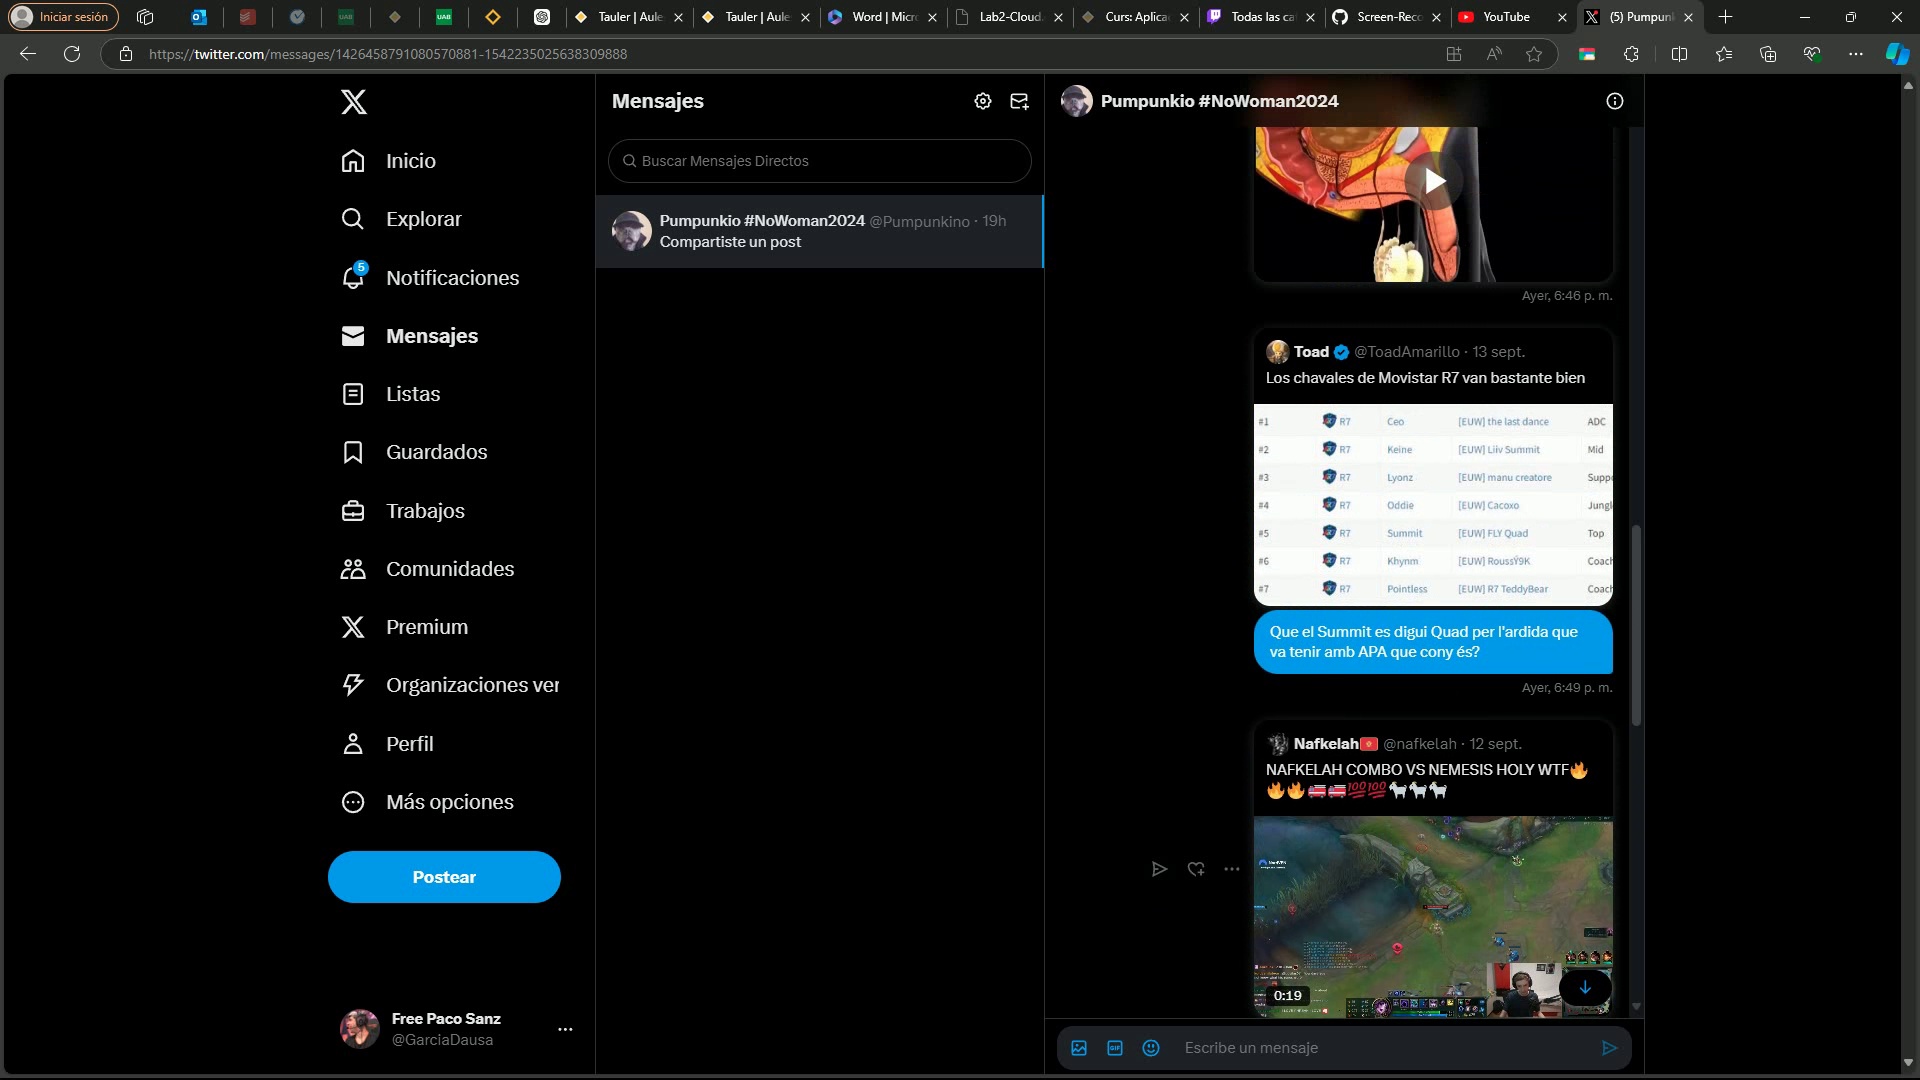 Iniciar sesión
Tauler | Aule
Tauler | Aule
Word | Micr
Lab2-Cloud.
Curs: Aplica
Todas las ca
Screen-Reco
YouTube
(5) Pumpun
https://twitter.com/messages/1426458791080570881-1542235025638309888
Inicio
Explorar
5
Notificaciones
Mensajes
Listas
Guardados
Trabajos
Comunidades
Premium
Organizaciones ver
Perfil
Más opciones
Postear
Free Paco Sanz
@GarciaDausa
Mensajes
Buscar Mensajes Directos
Pumpunkio #NoWoman2024 @Pumpunkino · 19h
Compartiste un post
Pumpunkio #NoWoman2024
Ayer, 6:46 p. m.
Toad @ToadAmarillo · 13 sept.
Los chavales de Movistar R7 van bastante bien
#1 R7 Ceo [EUW] the last dance ADC
#2 R7 Keine [EUW] Liiv Summit Mid
#3 R7 Lyonz [EUW] manu creatore Suppo
#4 R7 Oddie [EUW] Cacoxo Jungl
#5 R7 Summit [EUW] FLY Quad Top
#6 R7 Khynm [EUW] RoussÝ9K Coach
#7 R7 Pointless [EUW] R7 TeddyBear Coach
Que el Summit es digui Quad per l'ardida que
va tenir amb APA que cony és?
Ayer, 6:49 p. m.
Nafkelah @nafkelah · 12 sept.
NAFKELAH COMBO VS NEMESIS HOLY WTF🔥
🔥🔥🚒🚒💯💯🐐🐐🐐
NordVPN
0:19
GIF
Escribe un mensaje